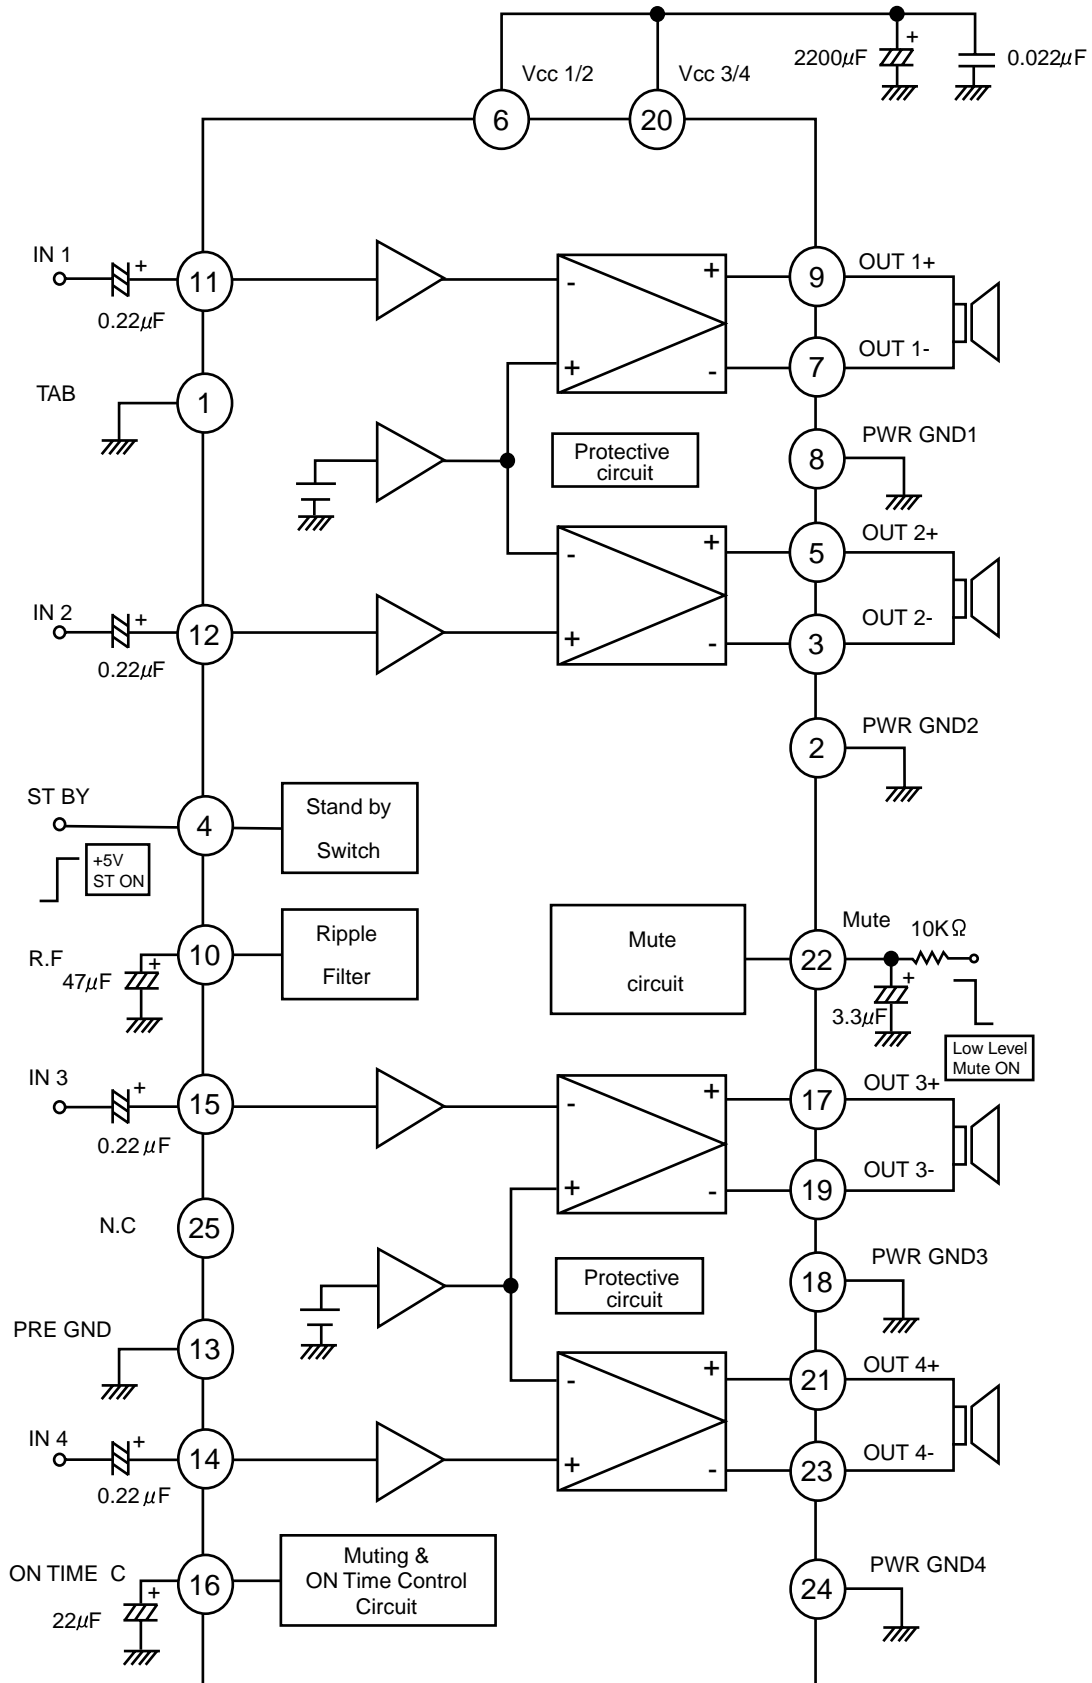 2200µF
+
0.022µF
Vcc 1/2
Vcc 3/4
6
20
IN 1
+
11
0.22µF
-
+
+
-
9
OUT 1+
7
OUT 1-
TAB
1
Protective
circuit
8
PWR GND1
IN 2
+
12
0.22µF
-
+
+
-
5
OUT 2+
3
OUT 2-
2
PWR GND2
ST BY
4
Stand by
Switch
+5V
ST ON
R.F
47µF
+
10
Ripple
Filter
Mute
circuit
22
Mute
10KΩ
+
3.3µF
Low Level
Mute ON
IN 3
+
15
0.22µF
-
+
+
-
17
OUT 3+
19
OUT 3-
N.C
25
Protective
circuit
18
PWR GND3
PRE GND
13
IN 4
+
14
0.22µF
-
+
+
-
21
OUT 4+
23
OUT 4-
ON TIME C
+
22µF
16
Muting &
ON Time Control
Circuit
24
PWR GND4